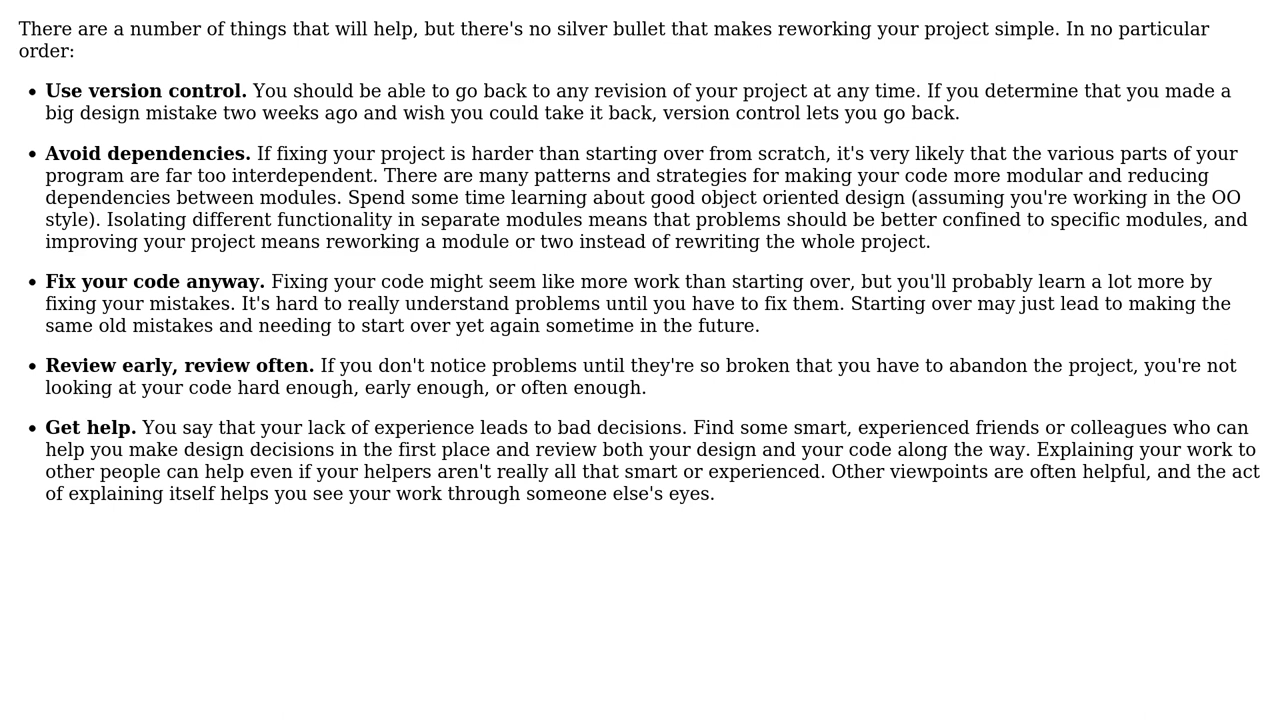 There are a number of things that will help, but there's no silver bullet that makes reworking your project simple. In no particular
order:
• Use version control. You should be able to go back to any revision of your project at any time. If you determine that you made a
big design mistake two weeks ago and wish you could take it back, version control lets you go back.
• Avoid dependencies. If fixing your project is harder than starting over from scratch, it's very likely that the various parts of your
program are far too interdependent. There are many patterns and strategies for making your code more modular and reducing
dependencies between modules. Spend some time learning about good object oriented design (assuming you're working in the OO
style). Isolating different functionality in separate modules means that problems should be better confined to specific modules, and
improving your project means reworking a module or two instead of rewriting the whole project.
• Fix your code anyway. Fixing your code might seem like more work than starting over, but you'll probably learn a lot more by
fixing your mistakes. It's hard to really understand problems until you have to fix them. Starting over may just lead to making the
same old mistakes and needing to start over yet again sometime in the future.
• Review early, review often. If you don't notice problems until they're so broken that you have to abandon the project, you're not
looking at your code hard enough, early enough, or often enough.
• Get help. You say that your lack of experience leads to bad decisions. Find some smart, experienced friends or colleagues who can
help you make design decisions in the first place and review both your design and your code along the way. Explaining your work to
other people can help even if your helpers aren't really all that smart or experienced. Other viewpoints are often helpful, and the act
of explaining itself helps you see your work through someone else's eyes.